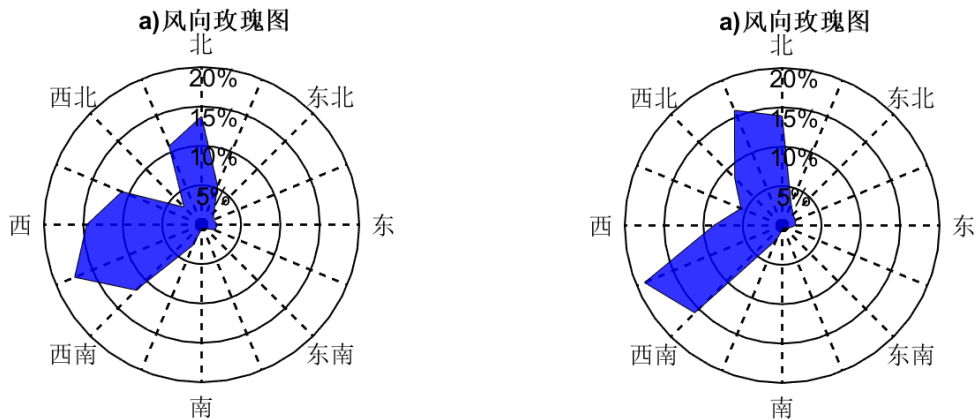 a)风向玫瑰图
北
20%
西北
东北
15%
10%
5%
西
东
西南
东南
南
a)风向玫瑰图
北
20%
西北
东北
15%
10%
5%
西
东
西南
东南
南